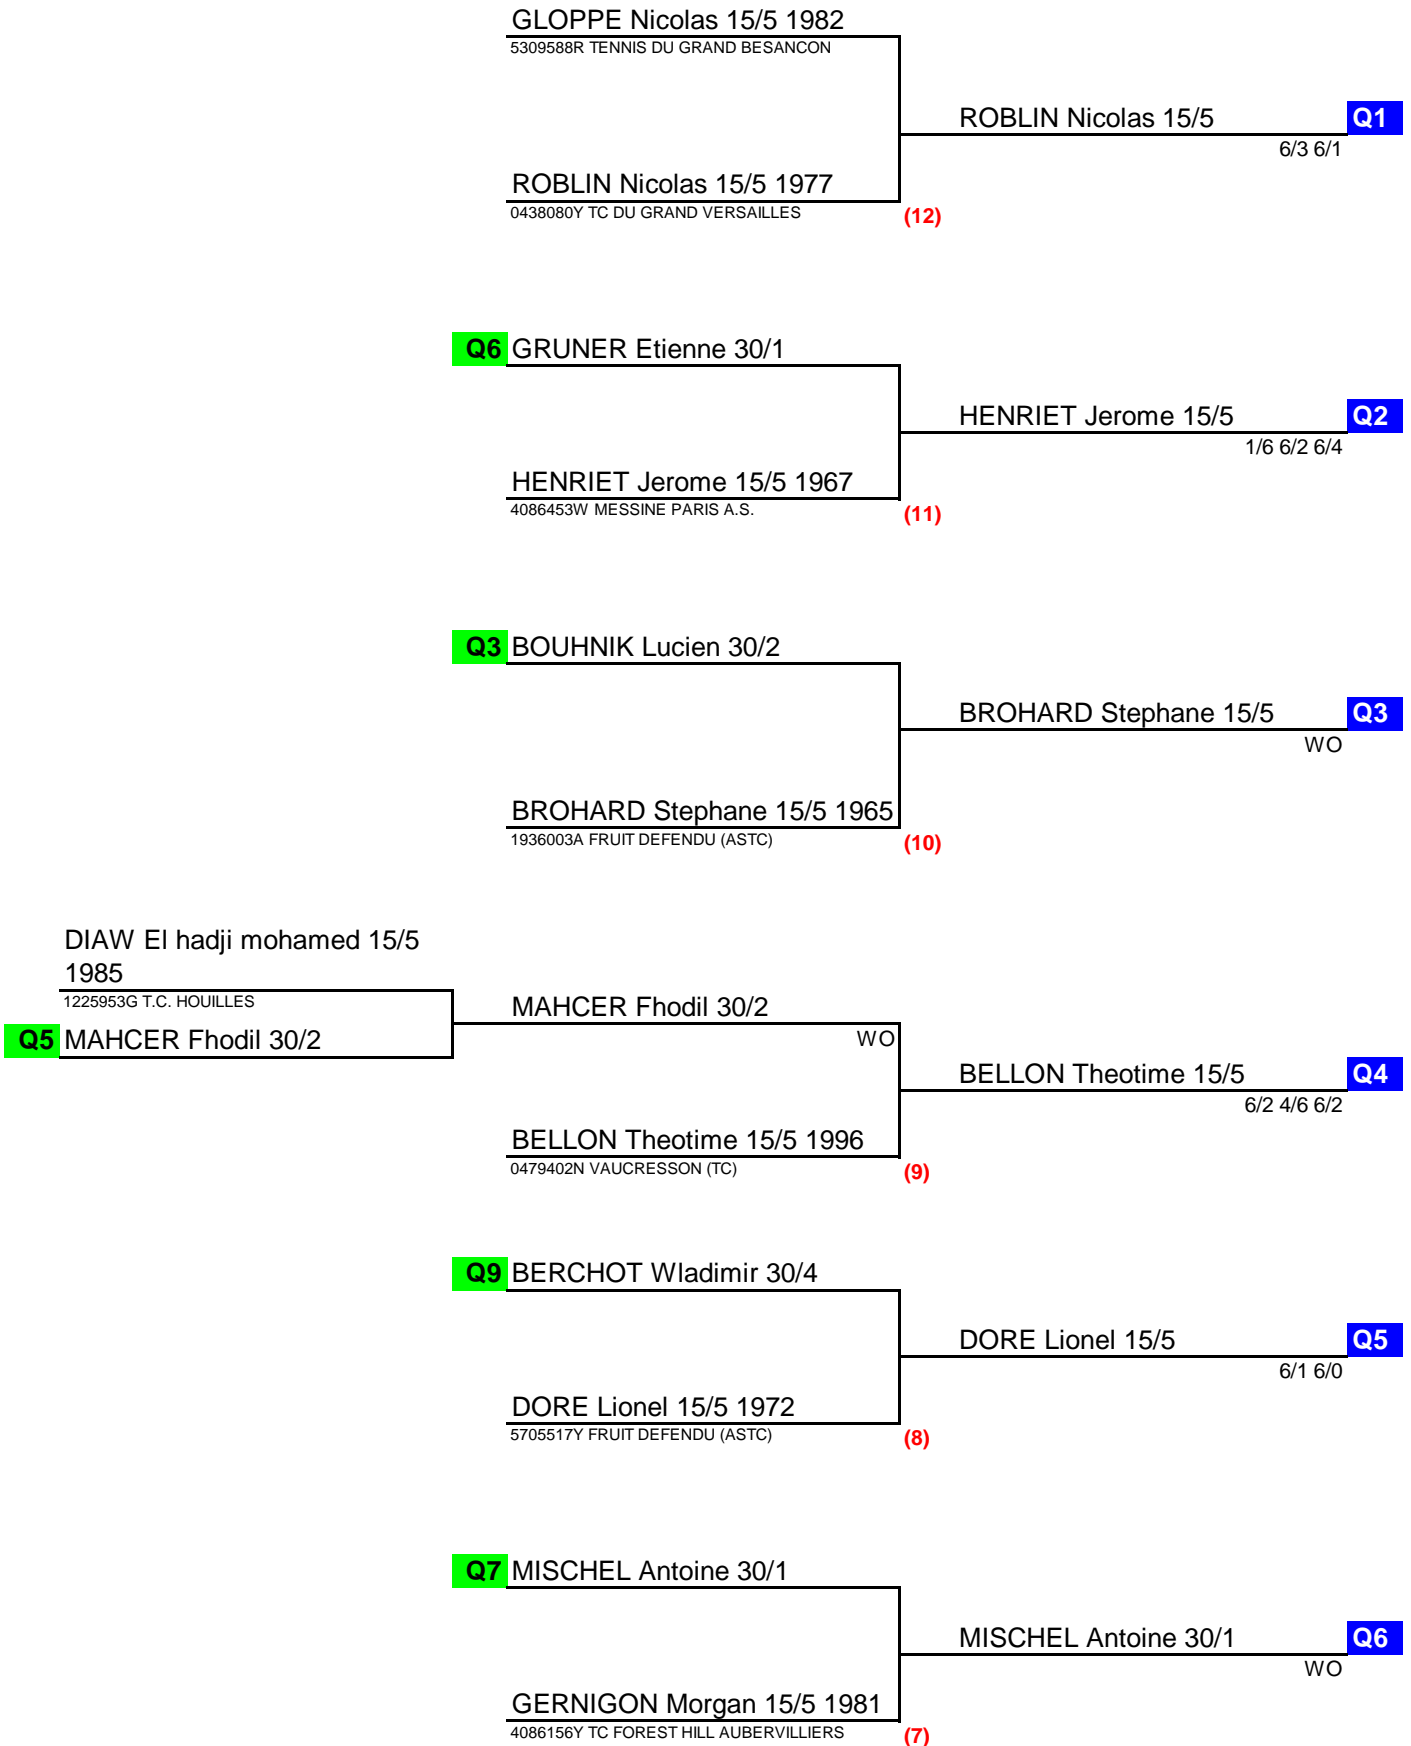 GLOPPE Nicolas 15/5 1982
5309588R TENNIS DU GRAND BESANCON
ROBLIN Nicolas 15/5 Q1
6/3 6/1
ROBLIN Nicolas 15/5 1977
0438080Y TC DU GRAND VERSAILLES (12)
Q6 GRUNER Etienne 30/1
HENRIET Jerome 15/5 Q2
1/6 6/2 6/4
HENRIET Jerome 15/5 1967
4086453W MESSINE PARIS A.S. (11)
Q3 BOUHNIK Lucien 30/2
BROHARD Stephane 15/5 Q3
WO
BROHARD Stephane 15/5 1965
1936003A FRUIT DEFENDU (ASTC) (10)
DIAW El hadji mohamed 15/5
1985
1225953G T.C. HOUILLES
MAHCER Fhodil 30/2
WO
Q5 MAHCER Fhodil 30/2
BELLON Theotime 15/5 Q4
6/2 4/6 6/2
BELLON Theotime 15/5 1996
0479402N VAUCRESSON (TC) (9)
Q9 BERCHOT Wladimir 30/4
DORE Lionel 15/5 Q5
6/1 6/0
DORE Lionel 15/5 1972
5705517Y FRUIT DEFENDU (ASTC) (8)
Q7 MISCHEL Antoine 30/1
MISCHEL Antoine 30/1 Q6
WO
GERNIGON Morgan 15/5 1981
4086156Y TC FOREST HILL AUBERVILLIERS (7)